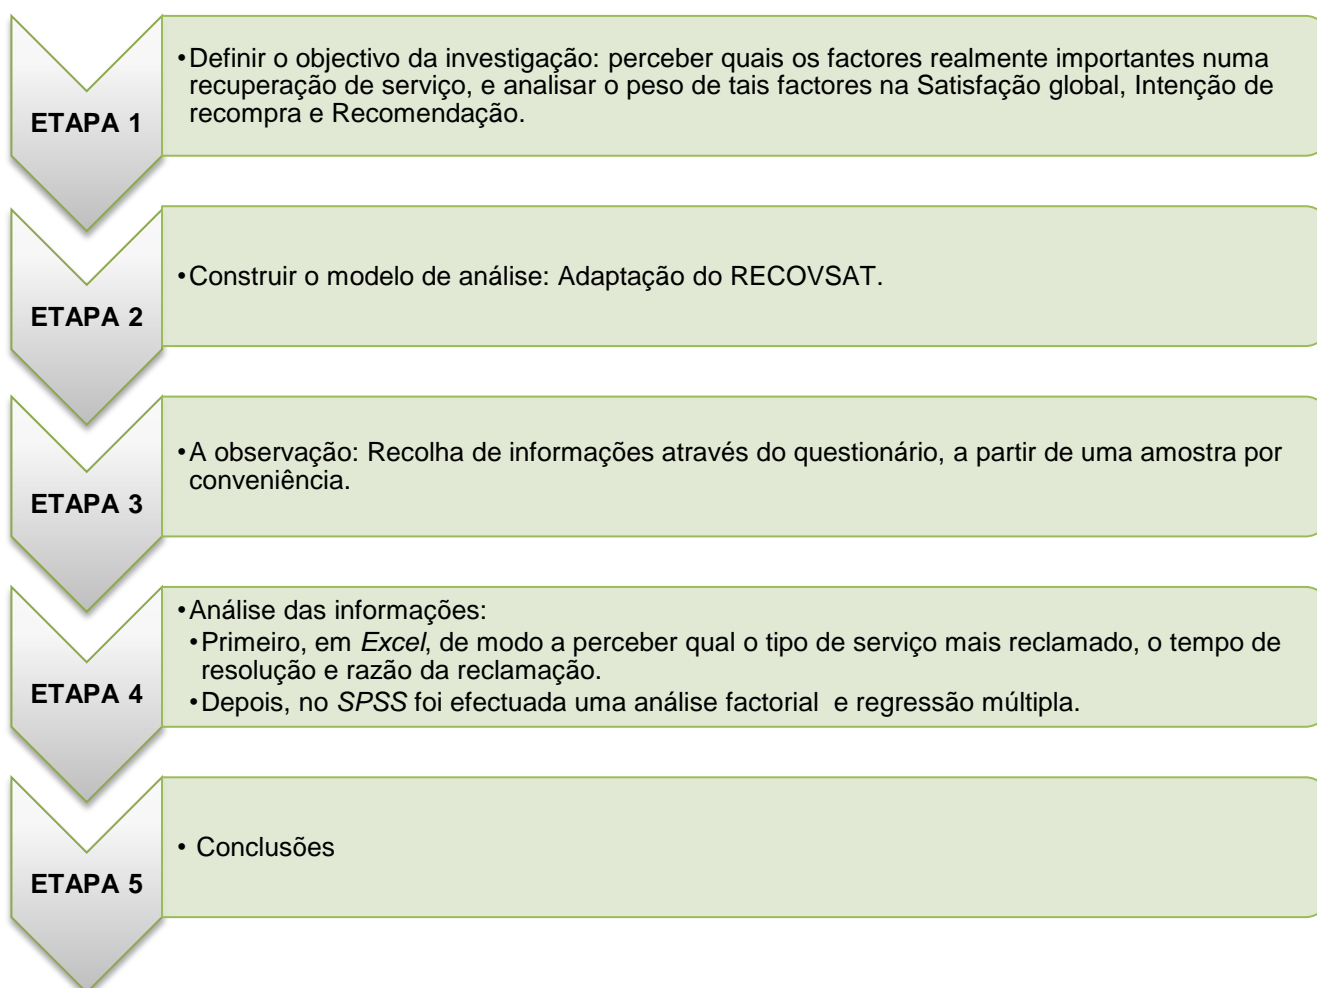 ETAPA 1
•Definir o objectivo da investigação: perceber quais os factores realmente importantes numa
recuperação de serviço, e analisar o peso de tais factores na Satisfação global, Intenção de
recompra e Recomendação.
ETAPA 2
•Construir o modelo de análise: Adaptação do RECOVSAT.
ETAPA 3
•A observação: Recolha de informações através do questionário, a partir de uma amostra por
conveniência.
ETAPA 4
•Análise das informações:
•Primeiro, em Excel, de modo a perceber qual o tipo de serviço mais reclamado, o tempo de
resolução e razão da reclamação.
•Depois, no SPSS foi efectuada uma análise factorial e regressão múltipla.
ETAPA 5
• Conclusões